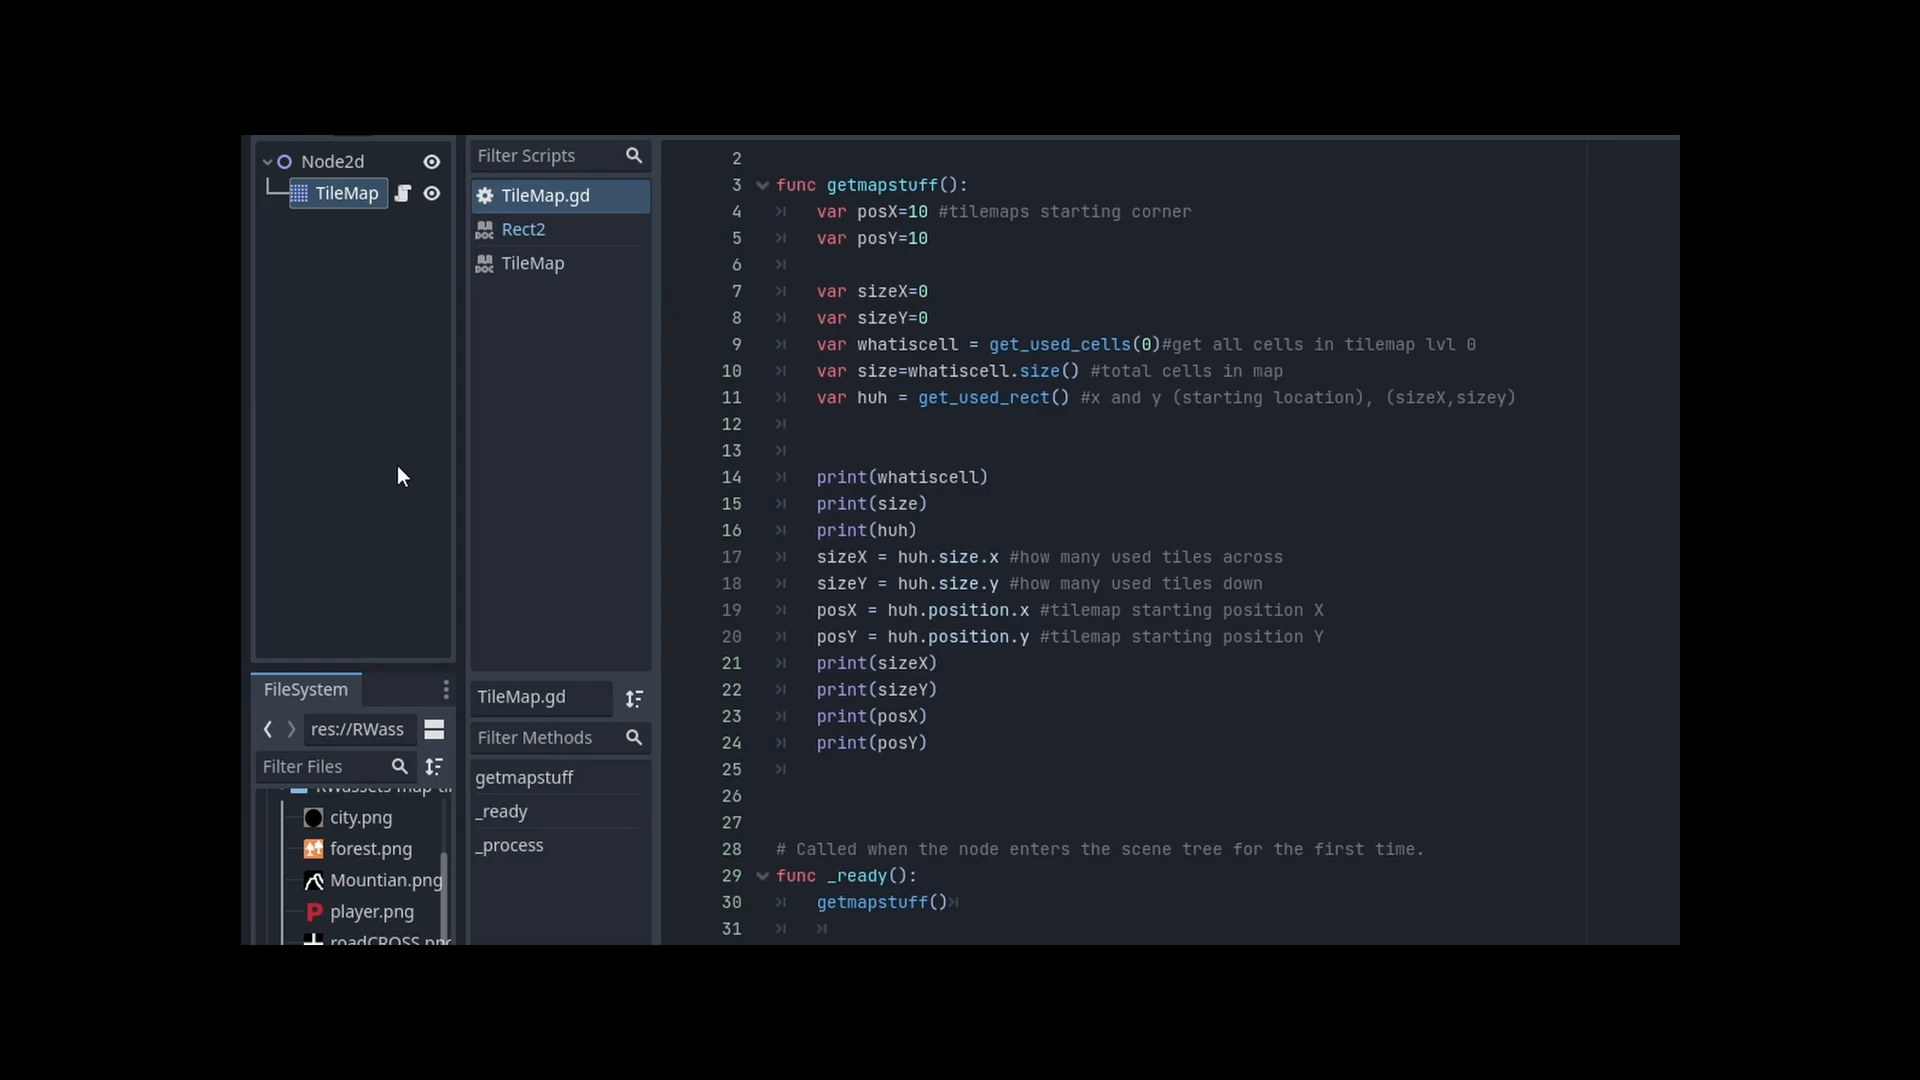 Node2d
TileMap
Filter Scripts
TileMap.gd
Rect2
TileMap
TileMap.gd
Filter Methods
getmapstuff
_ready
_process
FileSystem
res://RWass
Filter Files
city.png
forest.png
Mountian.png
player.png
roadCROSS.png
2
3 func getmapstuff():
4 var posX=10 #tilemaps starting corner
5 var posY=10
6
7 var sizeX=0
8 var sizeY=0
9 var whatiscell = get_used_cells(0)#get all cells in tilemap lvl 0
10 var size=whatiscell.size() #total cells in map
11 var huh = get_used_rect() #x and y (starting location), (sizeX,sizey)
12
13
14 print(whatiscell)
15 print(size)
16 print(huh)
17 sizeX = huh.size.x #how many used tiles across
18 sizeY = huh.size.y #how many used tiles down
19 posX = huh.position.x #tilemap starting position X
20 posY = huh.position.y #tilemap starting position Y
21 print(sizeX)
22 print(sizeY)
23 print(posX)
24 print(posY)
25
26
27
28 # Called when the node enters the scene tree for the first time.
29 func _ready():
30 getmapstuff()
31